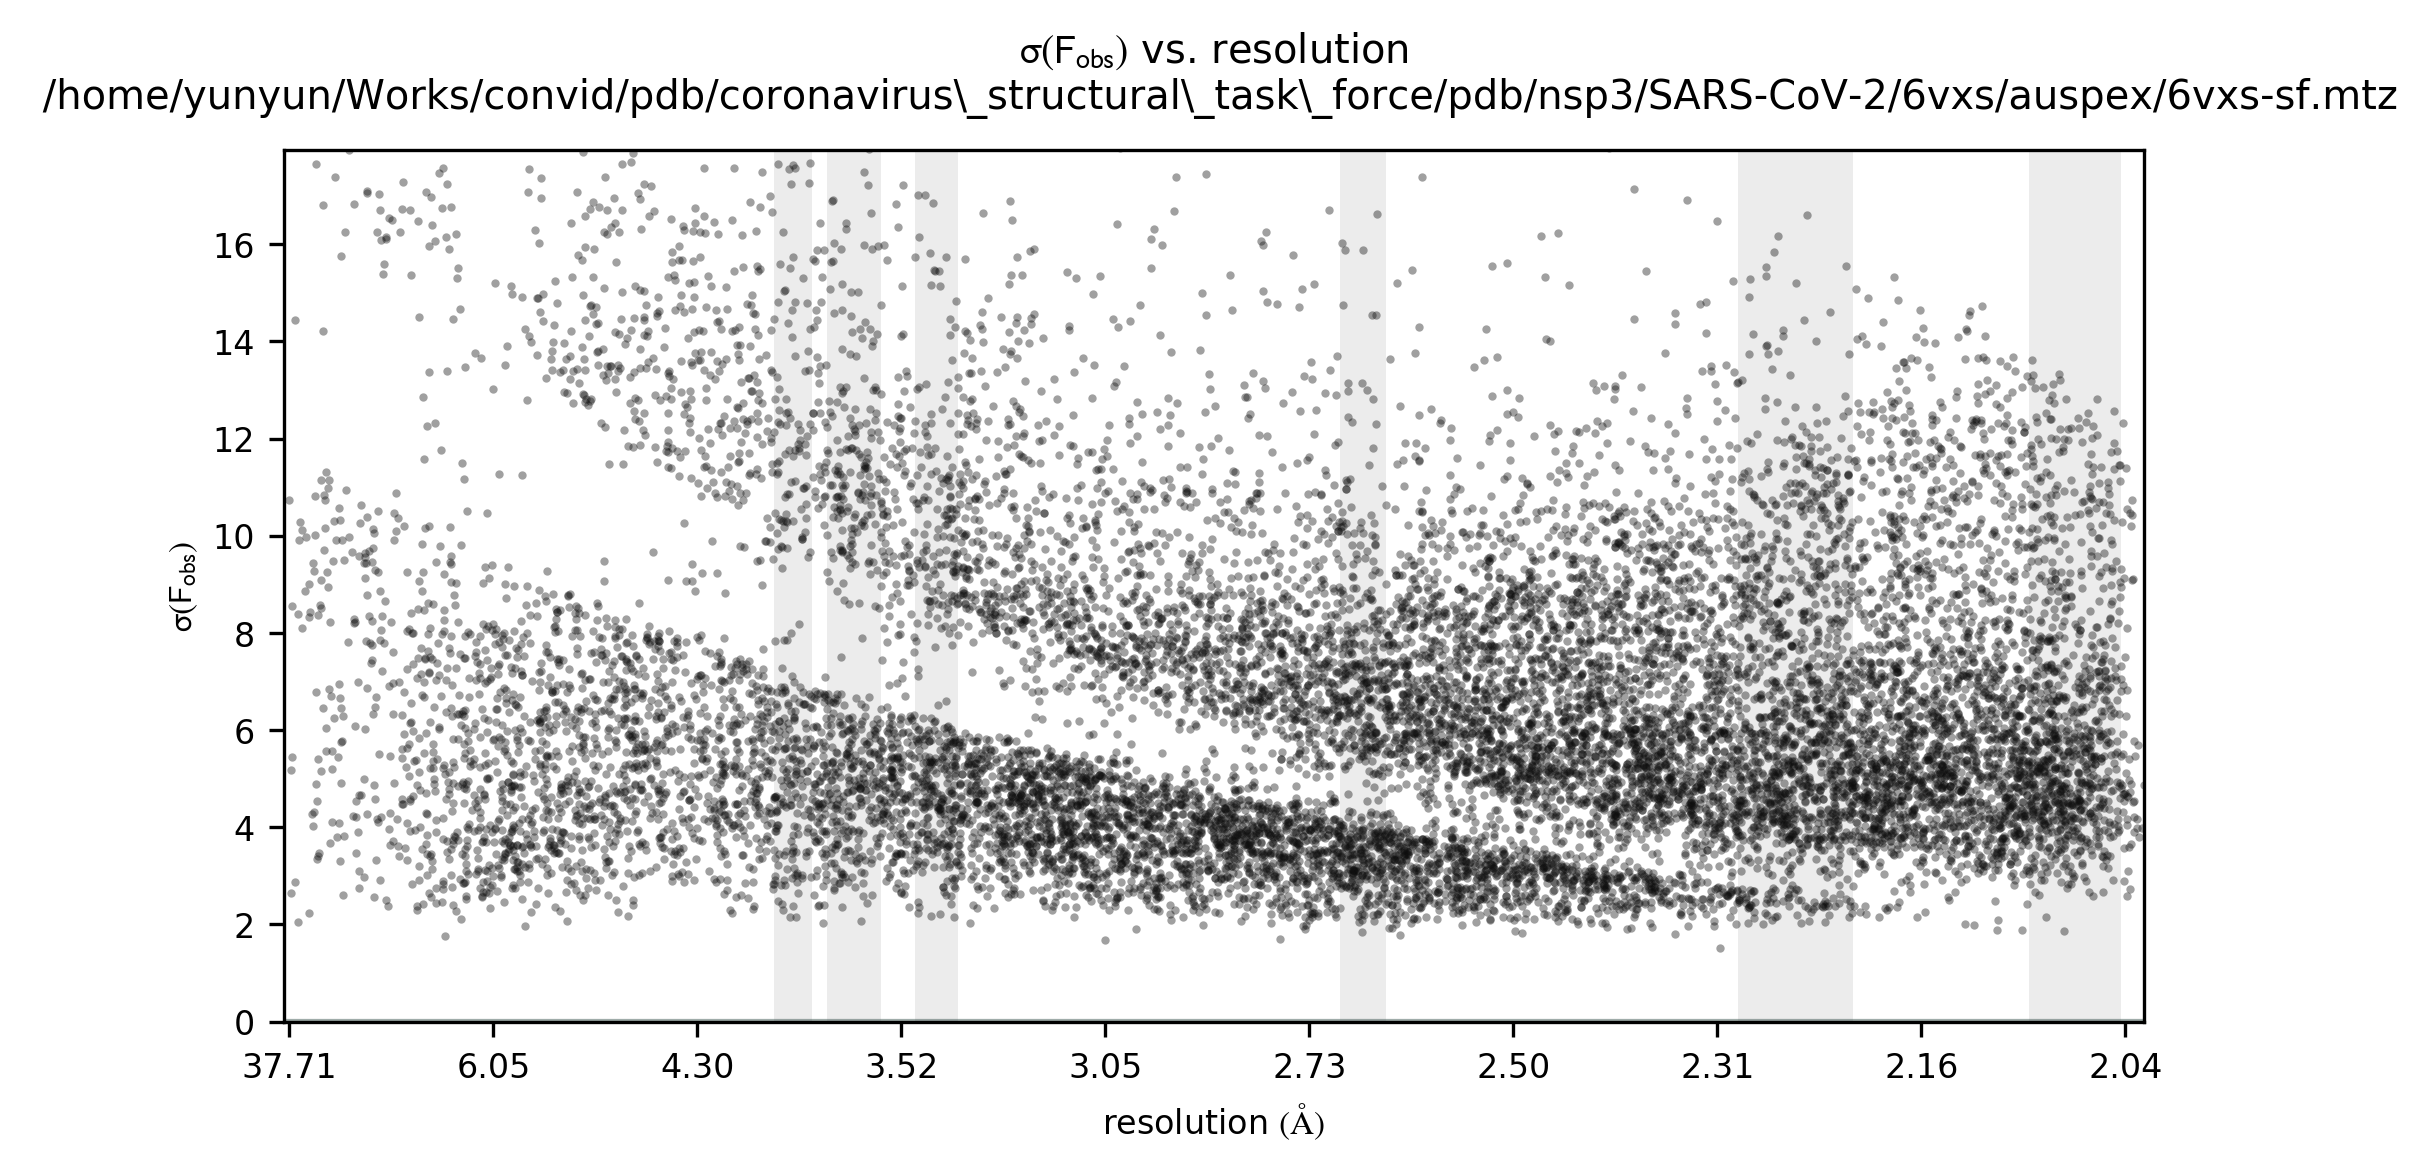 σ(Fobs) vs. resolution
/home/yunyun/Works/convid/pdb/coronavirus\_structural\_task\_force/pdb/nsp3/SARS-CoV-2/6vxs/auspex/6vxs-sf.mtz
σ(Fobs)
16
14
12
10
8
6
4
2
0
37.71 6.05 4.30 3.52 3.05 2.73 2.50 2.31 2.16 2.04
resolution (Å)